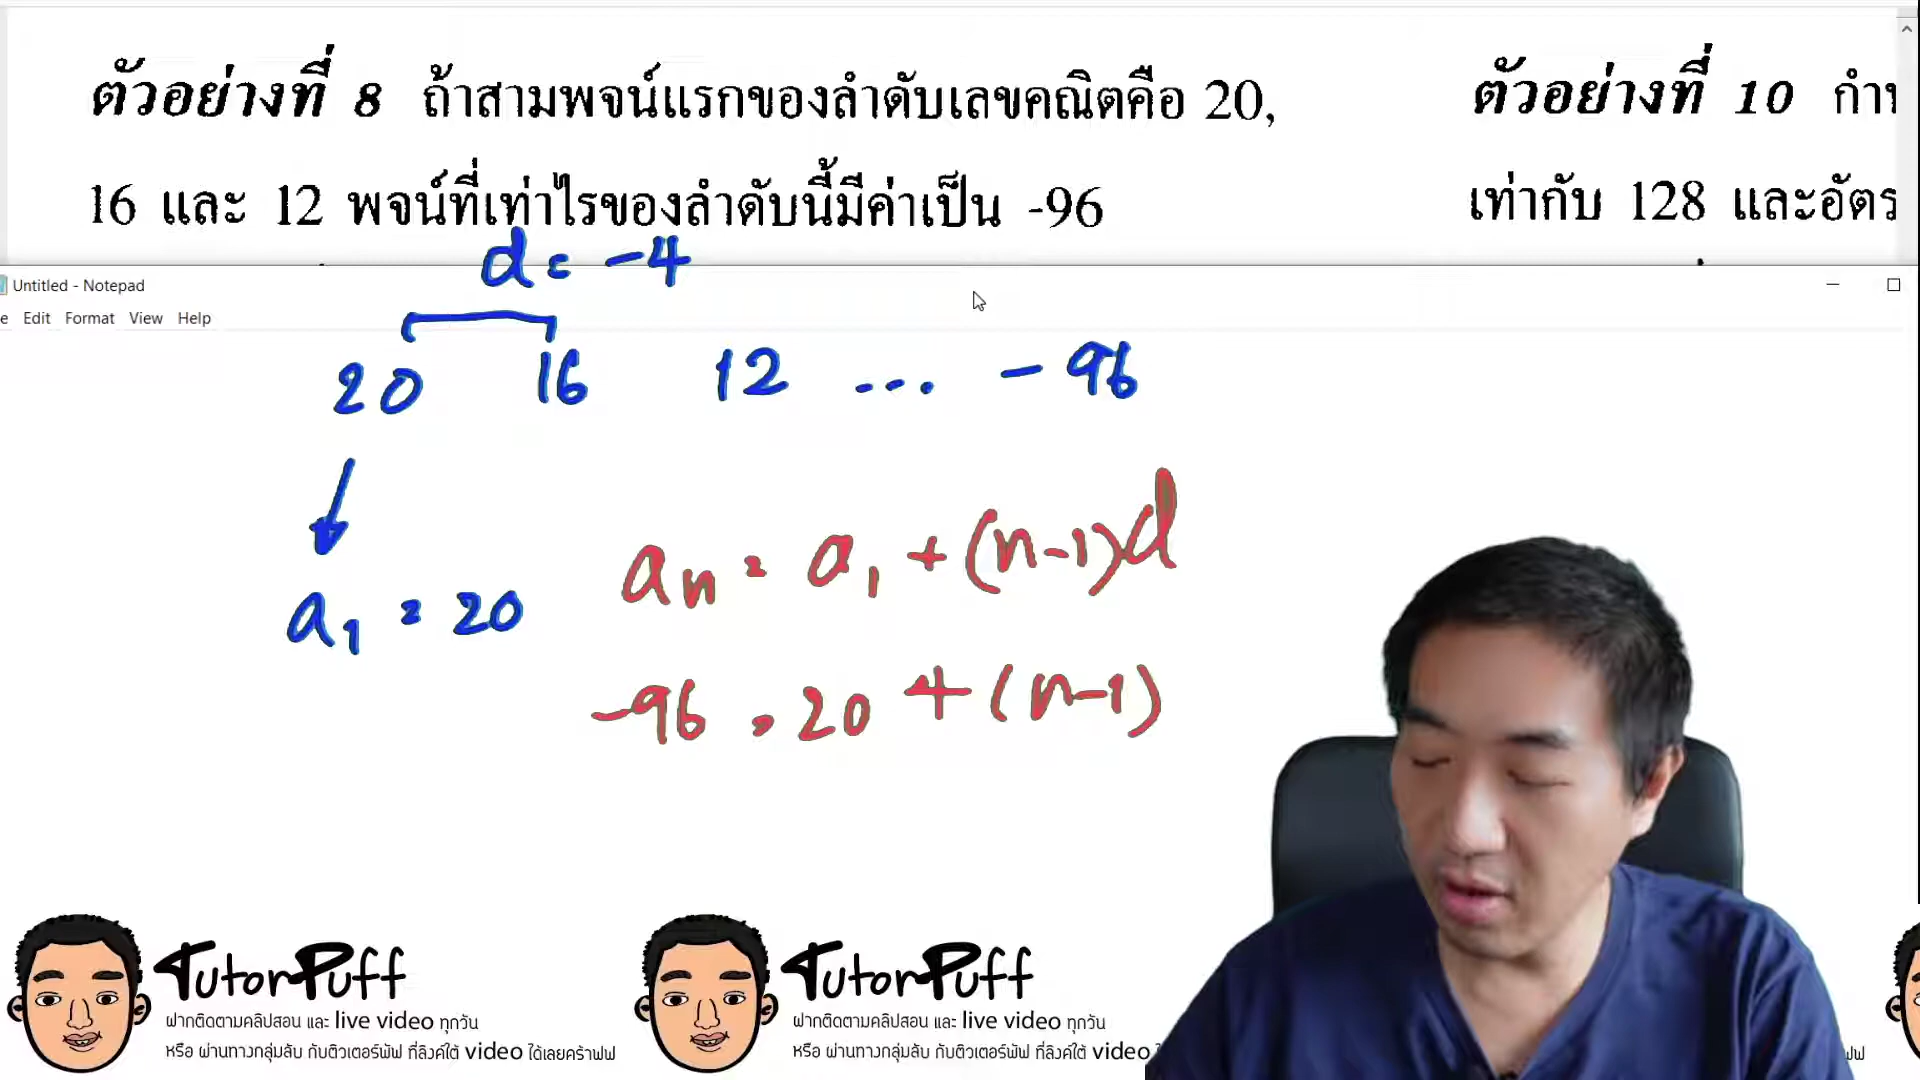 ตัวอย่างที่ 8 ถ้าสามพจน์แรกของลำดับเลขคณิตคือ 20,
16 และ 12 พจน์ที่เท่าไรของลำดับนี้มีค่าเป็น -96
ตัวอย่างที่ 10
เท่ากับ 128 และอัตร
Untitled - Notepad
Edit Format View Help
d = -4
20 16 12 ... -96
a₁ = 20
aₙ = a₁ + (n-1)d
-96 = 20 + (n-1)
TutorPuff
ฝากติดตามคลิปสอน และ live video ทุกวัน
หรือ ผ่านทางกลุ่มลับ กับติวเตอร์พัฟ ที่ลิงค์ใต้ video ได้เลยคร้าฟฟ
TutorPuff
ฝากติดตามคลิปสอน และ live video ทุกวัน
หรือ ผ่านทางกลุ่มลับ กับติวเตอร์พัฟ ที่ลิงค์ใต้ video